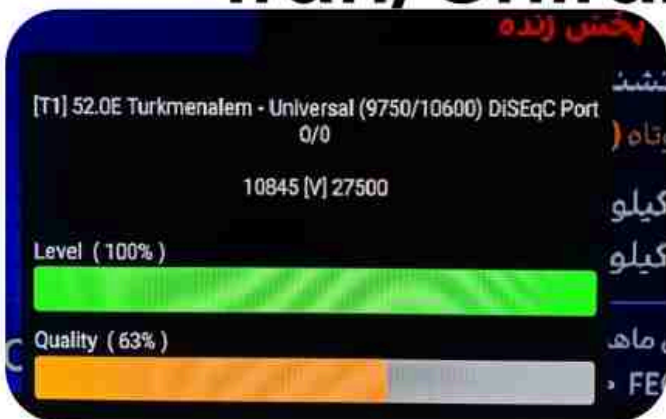 پخش زنده
[T1] 52.0E Turkmenalem - Universal (9750/10600) DiSEqC Port
0/0
10845 [V] 27500
کیلو
Level ( 100% )
کیلو
Quality ( 63% )
ماه
FE